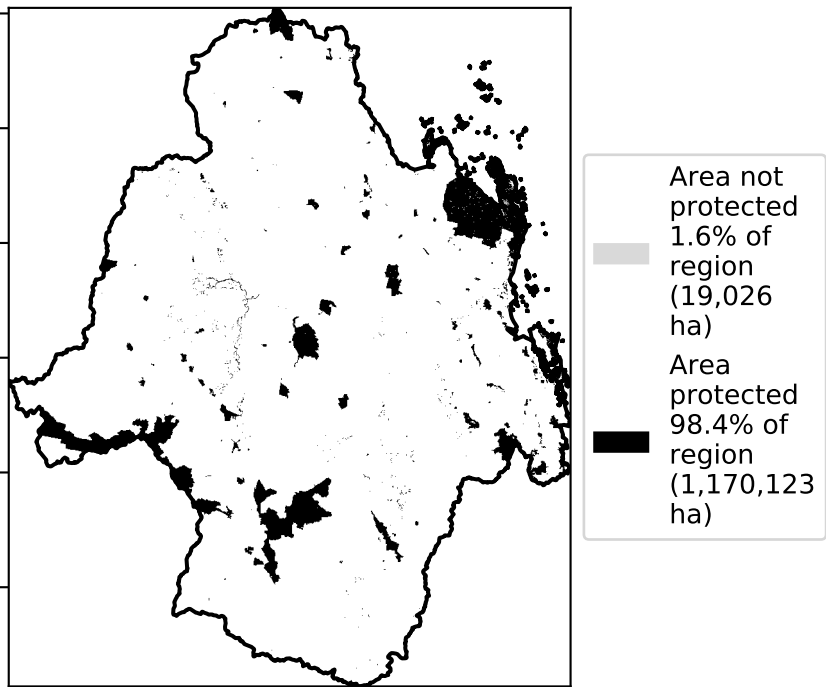 Area not
protected
1.6% of
region
(19,026
ha)
Area
protected
98.4% of
region
(1,170,123
ha)